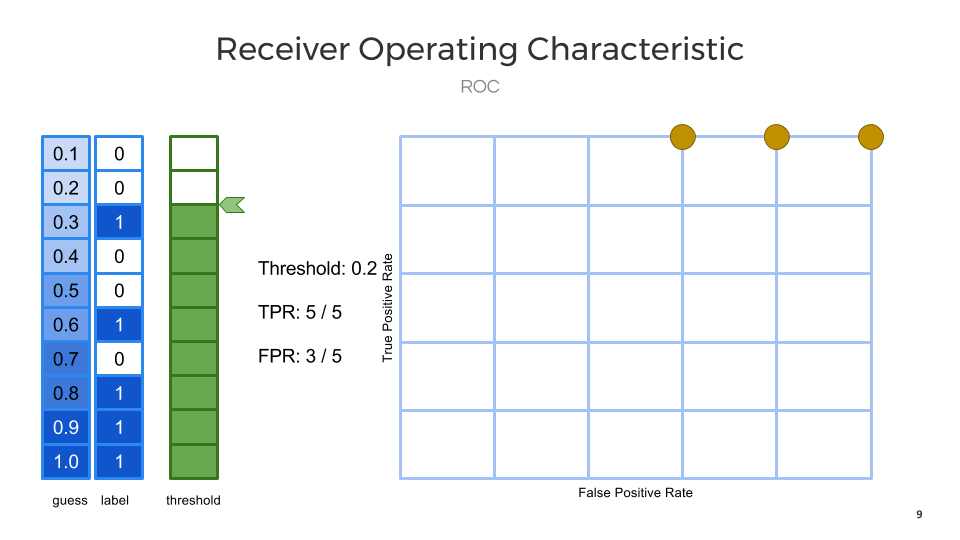 Receiver Operating Characteristic
ROC
0.1 0
0.2 0
0.3 1
0.4 0
0.5 0
0.6 1
0.7 0
0.8 1
0.9 1
1.0 1
guess label threshold
Threshold: 0.2
TPR: 5 / 5
FPR: 3 / 5
True Positive Rate
False Positive Rate
9